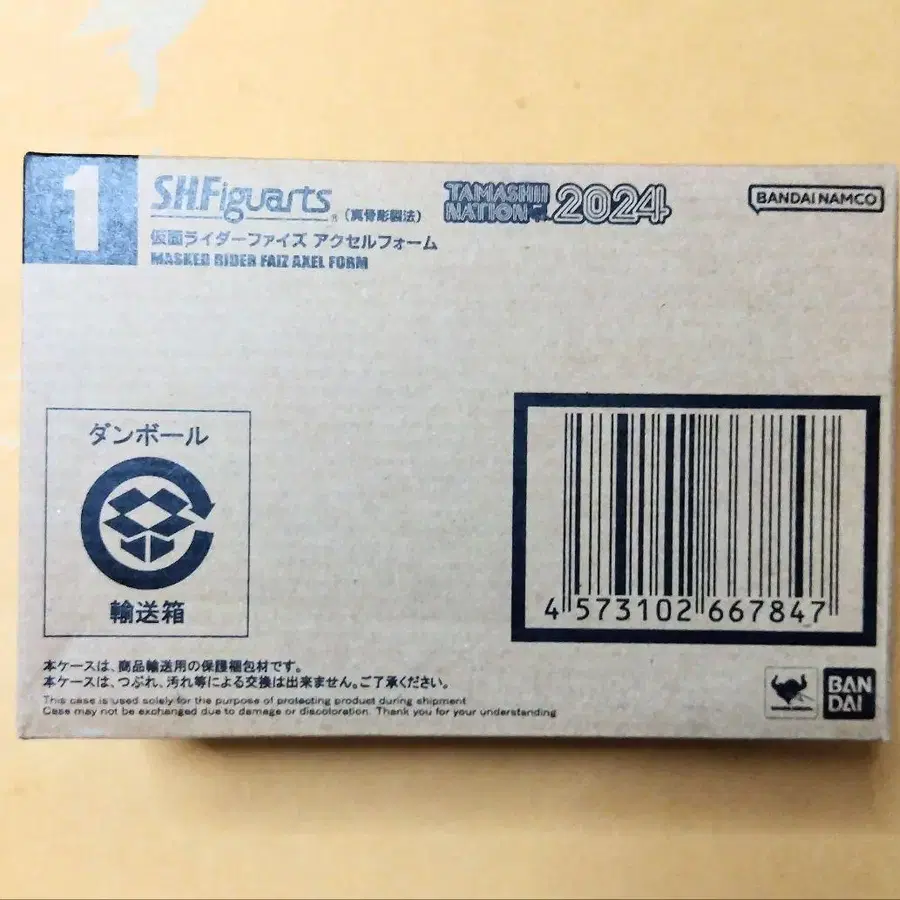 1
S.H.Figuarts (真骨彫製法)
TAMASHII NATION 2024
BANDAI NAMCO
仮面ライダーファイズ アクセルフォーム
MASKED RIDER FAIZ AXEL FORM
ダンボール
輸送箱
4 573102 667847
本ケースは、商品輸送用の保護梱包材です。
本ケースは、つぶれ、汚れ等による交換は出来ません。ご了承ください。
This case is used solely for the purpose of protecting product during shipment
Case may not be exchanged due to damage or discoloration. Thank you for your understanding
BAN
DAI